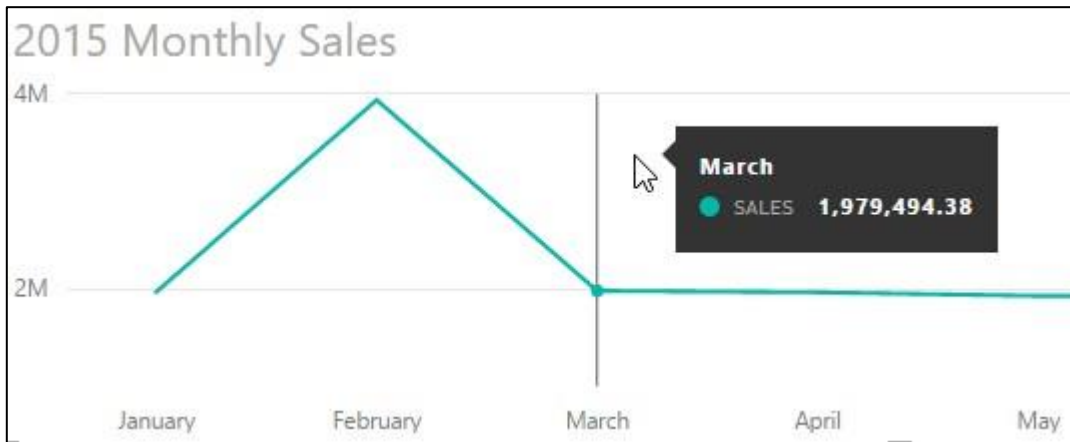 2015 Monthly Sales
4M
March
SALES 1,979,494.38
2M
January February March April May